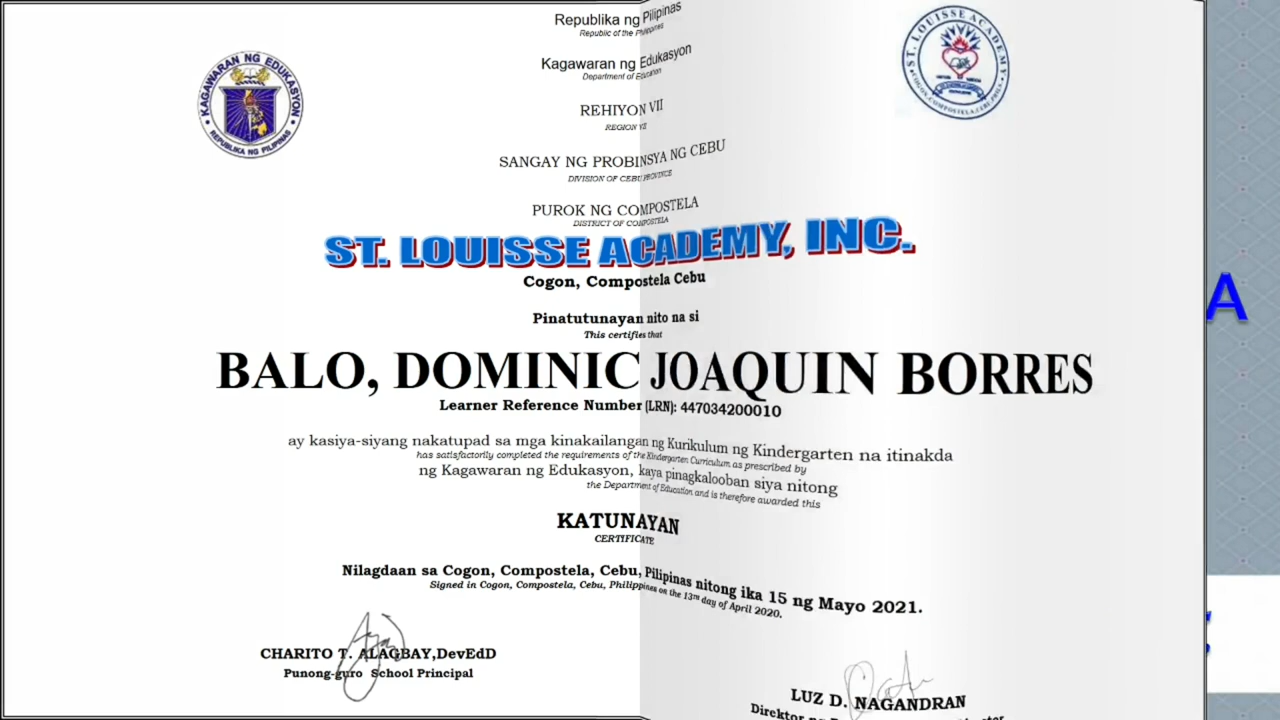 Republika ng Pilipinas
Republic of the Philippines
Kagawaran ng Edukasyon
Department of Education
KAGAWARAN NG EDUKASYON
REPUBLIKA NG PILIPINAS
ST. LOUISSE ACADEMY
COGON, COMPOSTELA, CEBU, PHILS.
REHIYON VII
REGION VII
SANGAY NG PROBINSYA NG CEBU
DIVISION OF CEBU PROVINCE
PUROK NG COMPOSTELA
DISTRICT OF COMPOSTELA
ST. LOUISSE ACADEMY, INC.
Cogon, Compostela Cebu
A
Pinatutunayan nito na si
This certifies that
BALO, DOMINIC JOAQUIN BORRES
Learner Reference Number (LRN): 447034200010
ay kasiya-siyang nakatupad sa mga kinakailangan ng Kurikulum ng Kindergarten na itinakda
has satisfactorily completed the requirements of the Kindergarten Curriculum as prescribed by
ng Kagawaran ng Edukasyon, kaya pinagkalooban siya nitong
the Department of Education and is therefore awarded this
KATUNAYAN
CERTIFICATE
Nilagdaan sa Cogon, Compostela, Cebu, Pilipinas nitong ika 15 ng Mayo 2021.
Signed in Cogon, Compostela, Cebu, Philippines on the 13th day of April 2020.
CHARITO T. ALAGBAY,DevEdD
Punong-guro School Principal
LUZ D. NAGANDRAN
Direktor ng